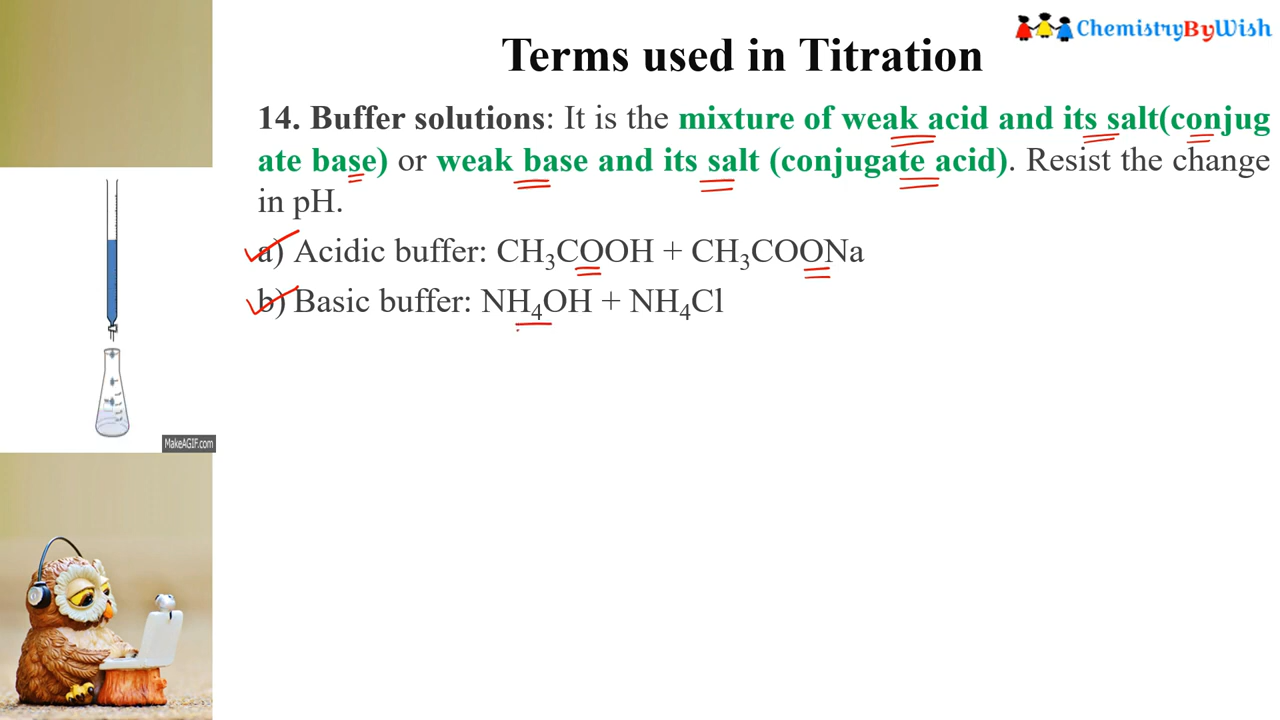 ChemistryByWish
Terms used in Titration
14. Buffer solutions: It is the mixture of weak acid and its salt(conjug
ate base) or weak base and its salt (conjugate acid). Resist the change
in pH.
a) Acidic buffer: CH₃COOH + CH₃COONa
b) Basic buffer: NH₄OH + NH₄Cl
MakeAGIF.com